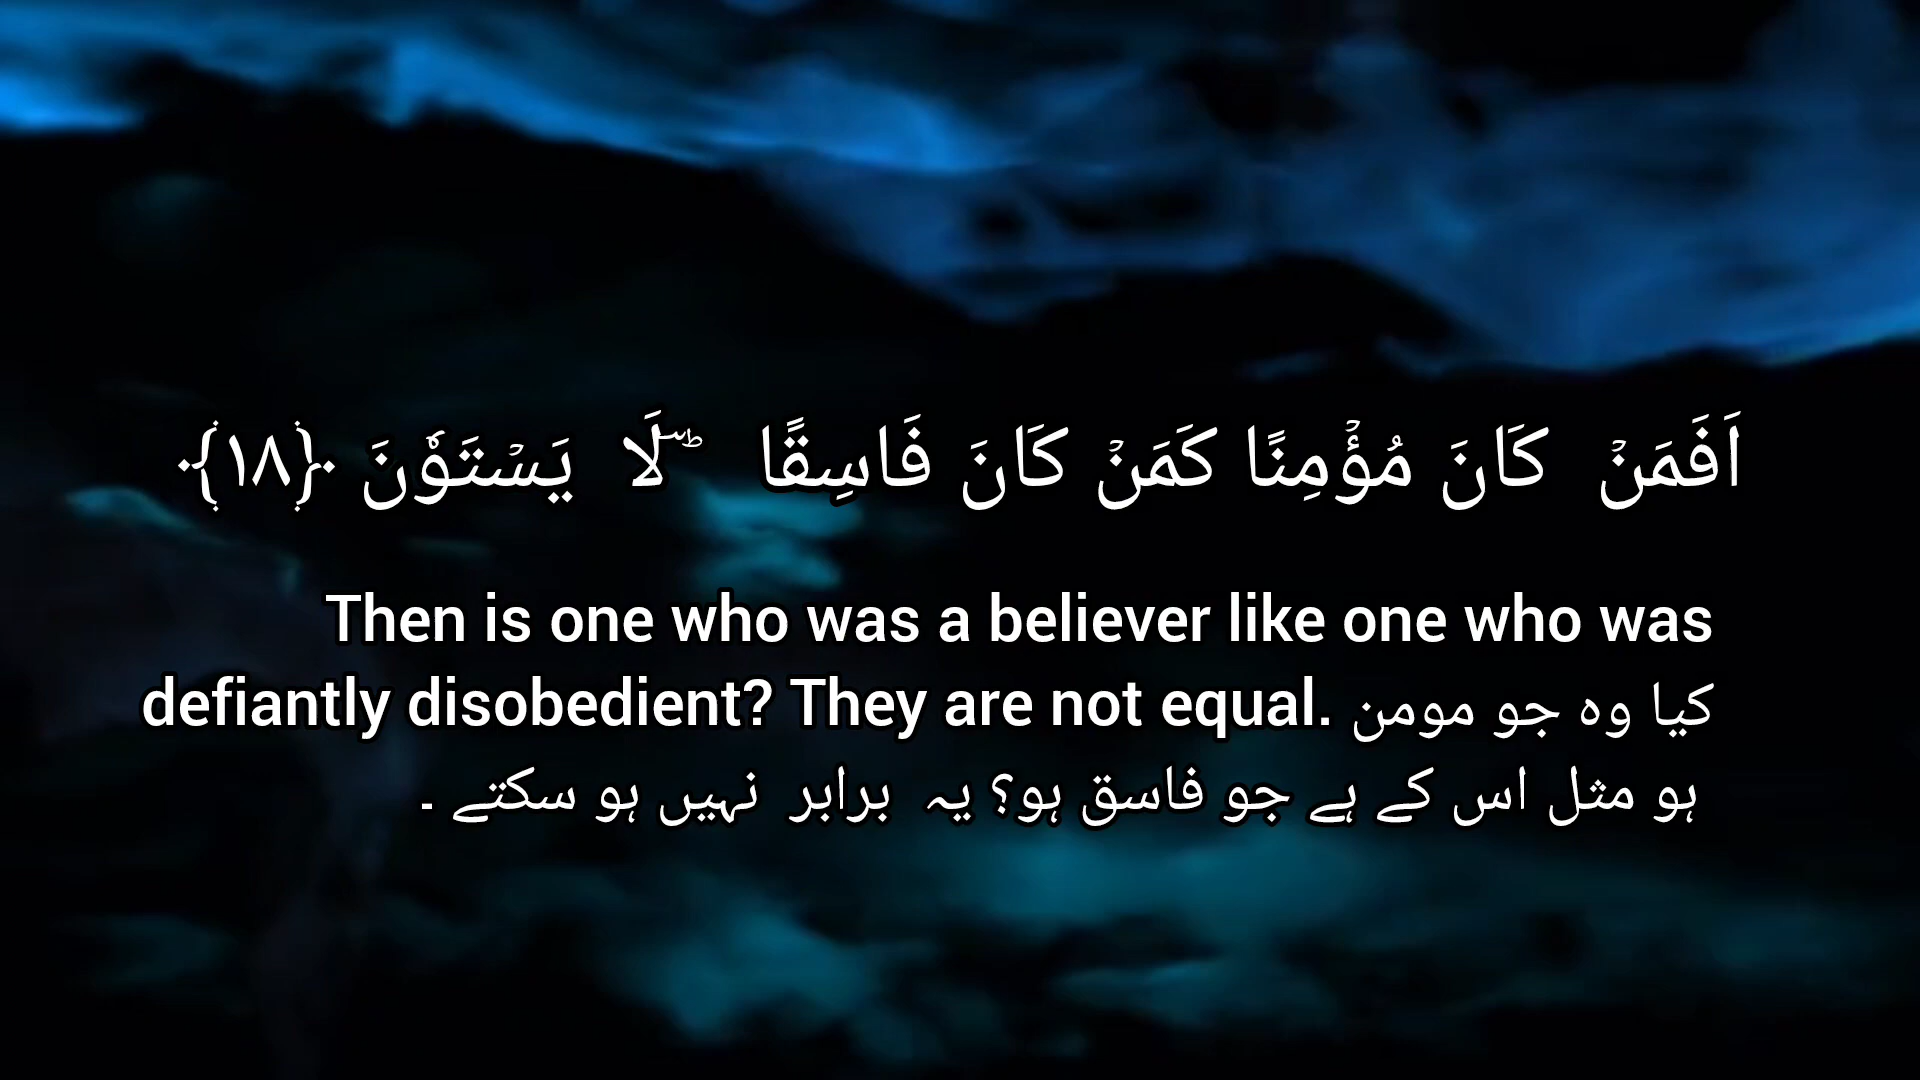 اَفَمَنۡ كَانَ مُؤۡمِنًا كَمَنۡ كَانَ فَاسِقًا ؕؔ لَا يَسۡتَوٗنَ ﴿۱۸﴾
Then is one who was a believer like one who was
defiantly disobedient? They are not equal. کیا وہ جو مومن
ہو مثل اس کے ہے جو فاسق ہو؟ یہ برابر نہیں ہو سکتے ۔